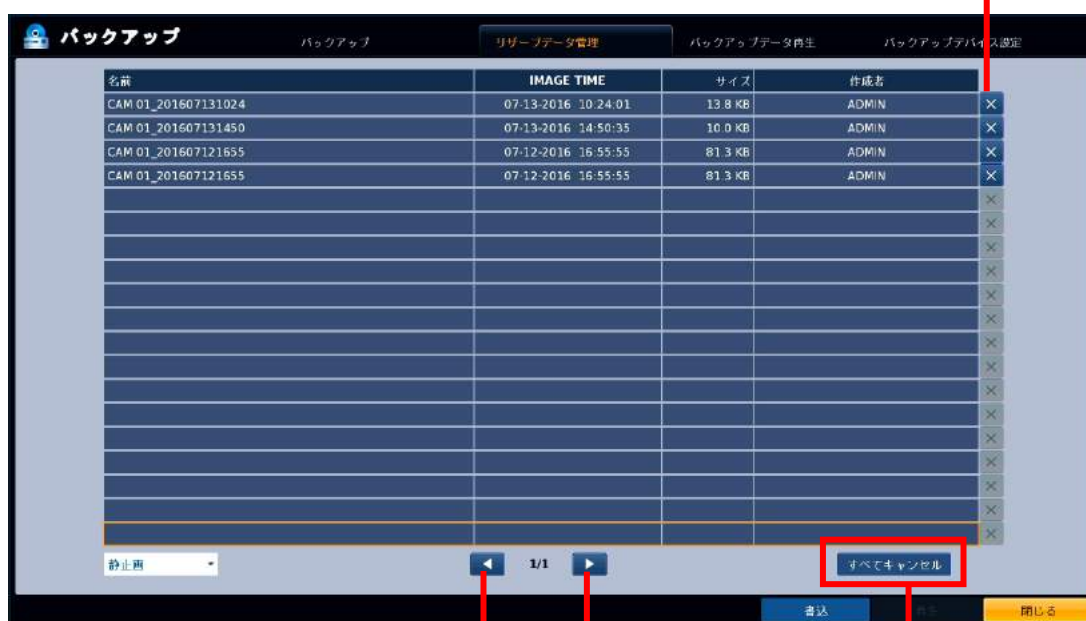 バックアップ
バックアップ リザーブデータ管理 バックアップデータ再生 バックアップデバイス設定
名前 IMAGE TIME サイズ 作成者
CAM 01_201607131024 07-13-2016 10:24:01 13.8 KB ADMIN
CAM 01_201607131450 07-13-2016 14:50:35 10.0 KB ADMIN
CAM 01_201607121655 07-12-2016 16:55:55 81.3 KB ADMIN
CAM 01_201607121655 07-12-2016 16:55:55 81.3 KB ADMIN
静止画 1/1 すべてキャンセル
書込 閉じる